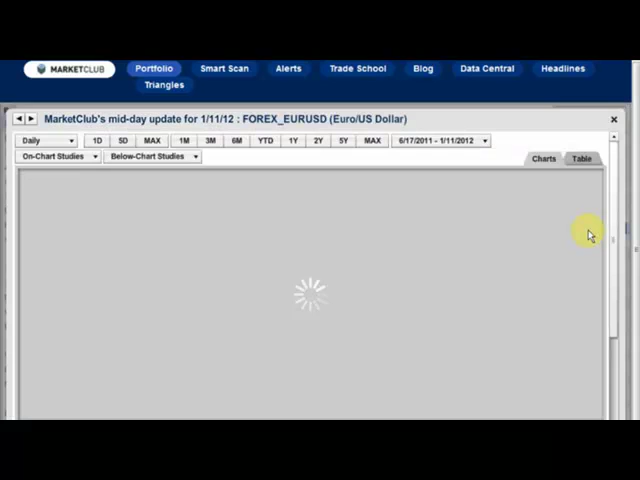 MARKETCLUB Portfolio Smart Scan Alerts Trade School Blog Data Central Headlines
Triangles
MarketClub's mid-day update for 1/11/12 : FOREX_EURUSD (Euro/US Dollar)
Daily 1D 5D MAX 1M 3M 6M YTD 1Y 2Y 5Y MAX 6/17/2011 - 1/11/2012
On-Chart Studies Below-Chart Studies Charts Table